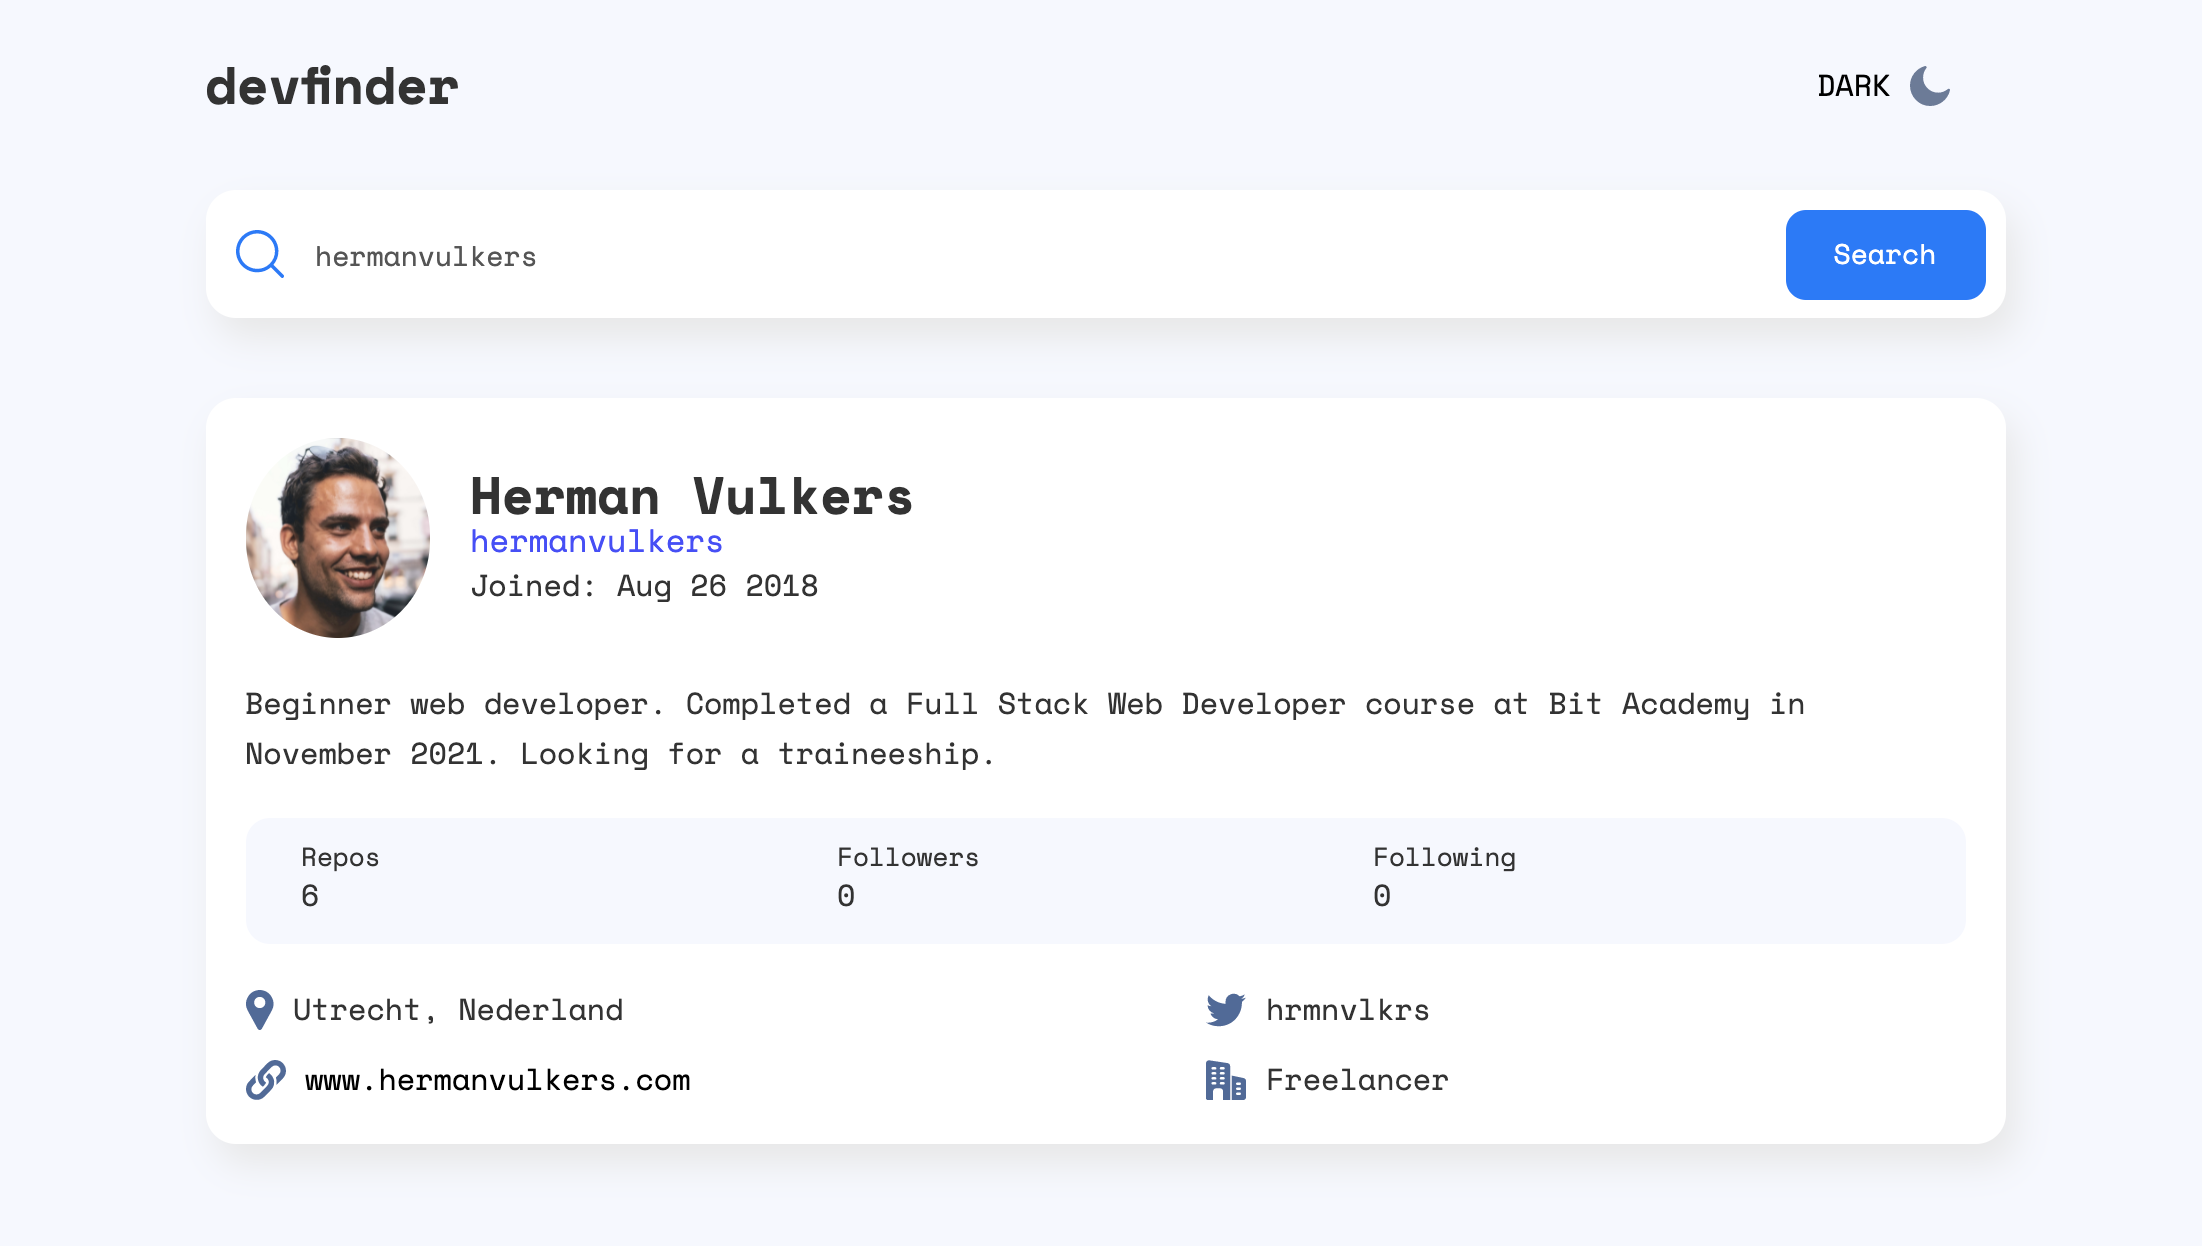 devfinder
DARK
hermanvulkers
Search
Herman Vulkers
hermanvulkers
Joined: Aug 26 2018
Beginner web developer. Completed a Full Stack Web Developer course at Bit Academy in
November 2021. Looking for a traineeship.
Repos
6
Followers
0
Following
0
Utrecht, Nederland
hrmnvlkrs
www.hermanvulkers.com
Freelancer